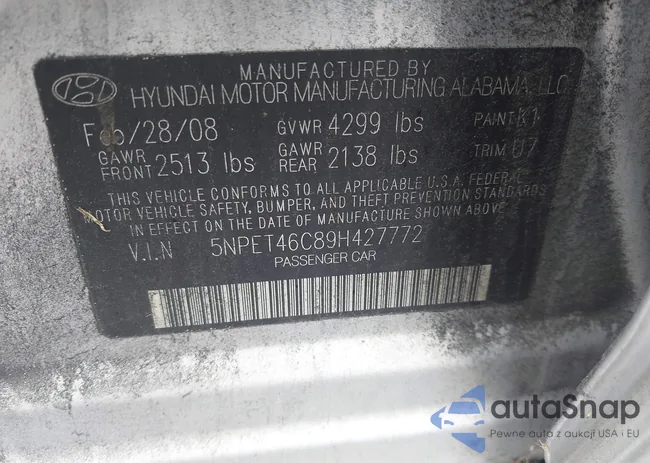 MANUFACTURED BY
HYUNDAI MOTOR MANUFACTURING ALABAMA, LLC
Feb/28/08 GVWR 4299 lbs PAINT K1
GAWR FRONT 2513 lbs GAWR REAR 2138 lbs TRIM U7
THIS VEHICLE CONFORMS TO ALL APPLICABLE U.S.A. FEDERAL
MOTOR VEHICLE SAFETY, BUMPER, AND THEFT PREVENTION STANDARDS
IN EFFECT ON THE DATE OF MANUFACTURE SHOWN ABOVE.
V.I.N 5NPET46C89H427772
PASSENGER CAR
autaSnap
Pewne auta z aukcji USA i EU